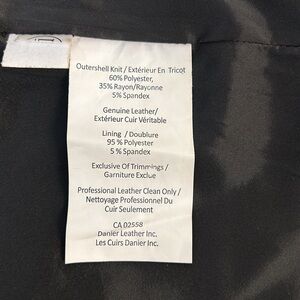 Outershell Knit / Extérieur En Tricot
60% Polyester,
35% Rayon/Rayonne
5% Spandex
Genuine Leather/
Extérieur Cuir Véritable
Lining / Doublure
95% Polyester
5% Spandex
Exclusive Of Trimmings /
Garniture Exclue
Professional Leather Clean Only /
Nettoyage Professionnel Du
Cuir Seulement
CA 02558
Danier Leather Inc.
Les Cuirs Danier Inc.